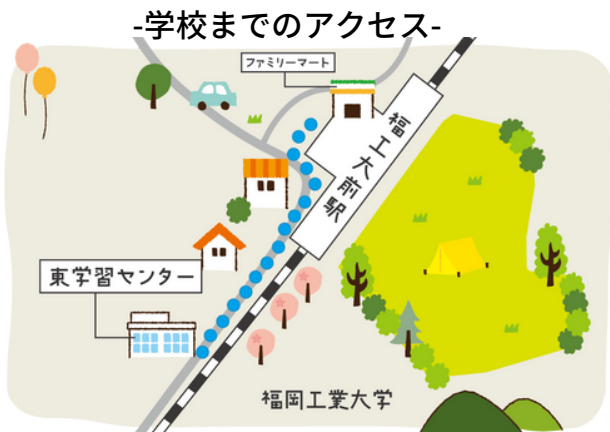 -学校までのアクセス-
ファミリーマート
福工大前駅
東学習センター
福岡工業大学